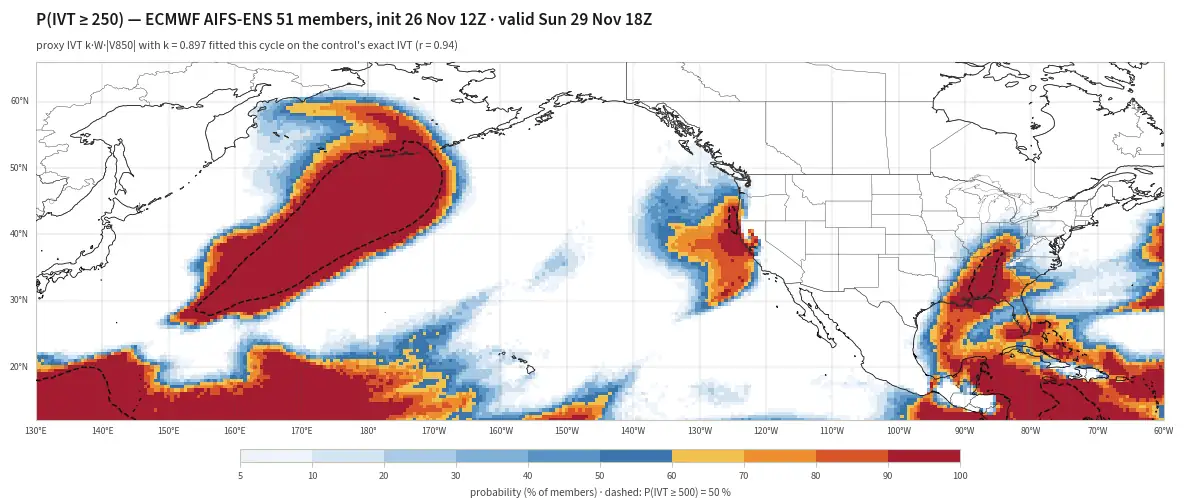 P(IVT ≥ 250) — ECMWF AIFS-ENS 51 members, init 26 Nov 12Z · valid Sun 29 Nov 18Z
proxy IVT k·W·|V850| with k = 0.897 fitted this cycle on the control's exact IVT (r = 0.94)
60°N
50°N
40°N
30°N
20°N
130°E 140°E 150°E 160°E 170°E 180° 170°W 160°W 150°W 140°W 130°W 120°W 110°W 100°W 90°W 80°W 70°W 60°W
5 10 20 30 40 50 60 70 80 90 100
probability (% of members) · dashed: P(IVT ≥ 500) = 50 %